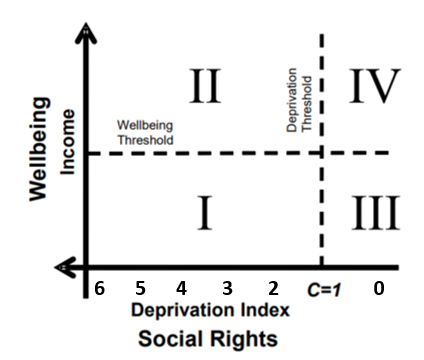 II
IV
Deprivation
Threshold
Wellbeing
Threshold
Wellbeing
Income
I
III
6 5 4 3 2 C=1 0
Deprivation Index
Social Rights